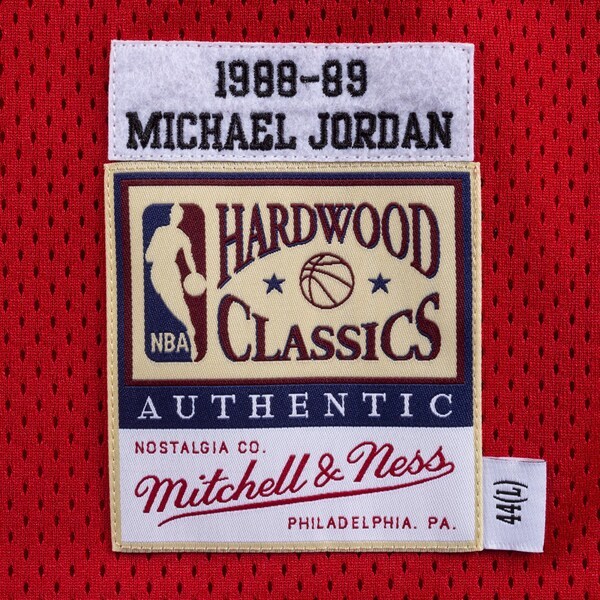 1988-89
MICHAEL JORDAN
HARDWOOD
CLASSICS
NBA
AUTHENTIC
NOSTALGIA CO.
Mitchell & Ness
PHILADELPHIA. PA.
44(L)